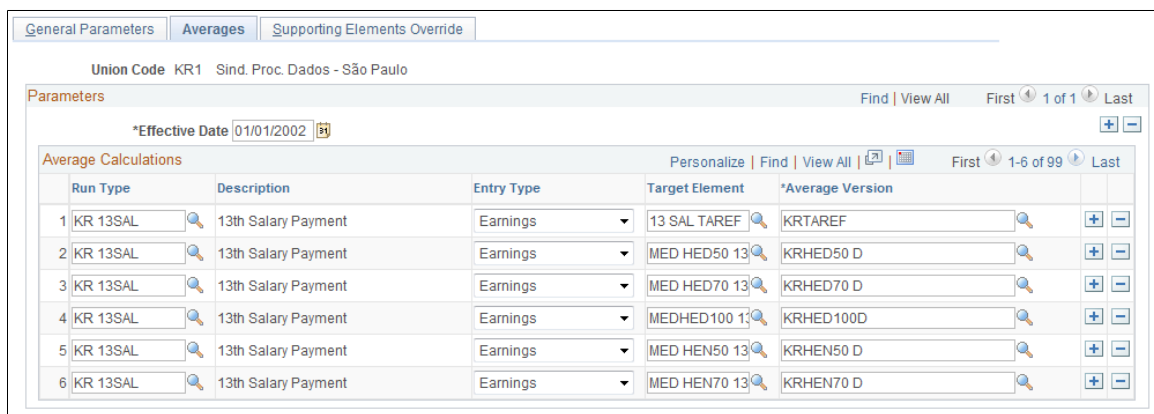 General Parameters Averages Supporting Elements Override
Union Code KR1 Sind. Proc. Dados - São Paulo
Parameters Find | View All First 1 of 1 Last
*Effective Date 01/01/2002 31
Average Calculations Personalize | Find | View All | | First 1-6 of 99 Last
Run Type Description Entry Type Target Element *Average Version
1 KR 13SAL 13th Salary Payment Earnings 13 SAL TAREF KRTAREF
2 KR 13SAL 13th Salary Payment Earnings MED HED50 13 KRHED50 D
3 KR 13SAL 13th Salary Payment Earnings MED HED70 13 KRHED70 D
4 KR 13SAL 13th Salary Payment Earnings MEDHED100 13 KRHED100D
5 KR 13SAL 13th Salary Payment Earnings MED HEN50 13 KRHEN50 D
6 KR 13SAL 13th Salary Payment Earnings MED HEN70 13 KRHEN70 D